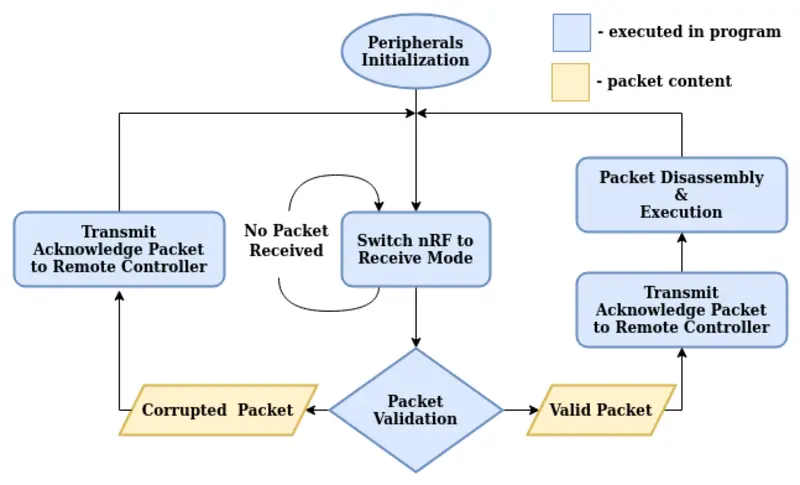 Peripherals
Initialization
- executed in program
- packet content
Packet Disassembly
&
Execution
Transmit
Acknowledge Packet
to Remote Controller
No Packet
Received
Switch nRF to
Receive Mode
Transmit
Acknowledge Packet
to Remote Controller
Corrupted  Packet
Packet
Validation
Valid Packet